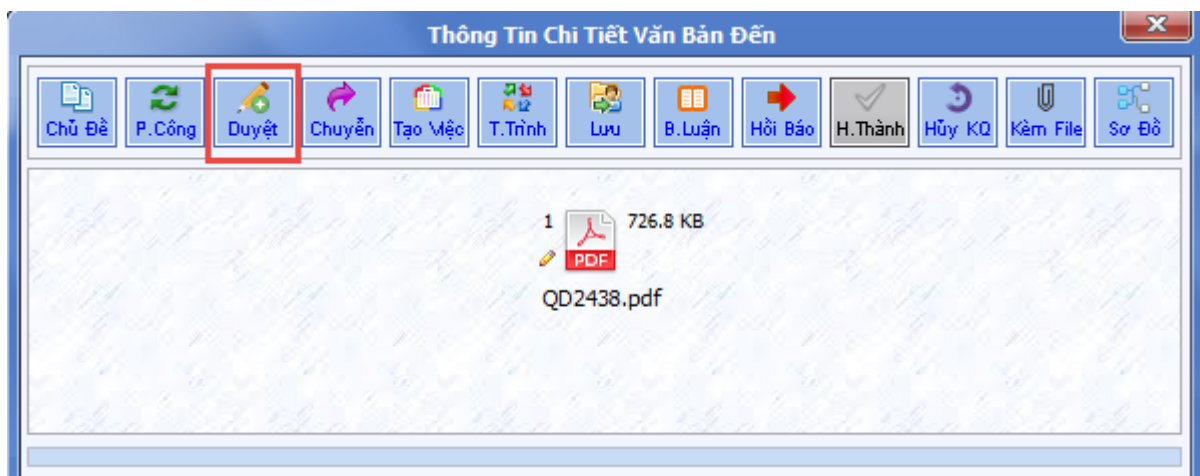 Thông Tin Chi Tiết Văn Bản Đến
Chủ Đề P.Công Duyệt Chuyển Tạo Việc T.Trình Lưu B.Luận Hồi Báo H.Thành Hủy KQ Kèm File Sơ Đồ
1 726.8 KB
PDF
QD2438.pdf